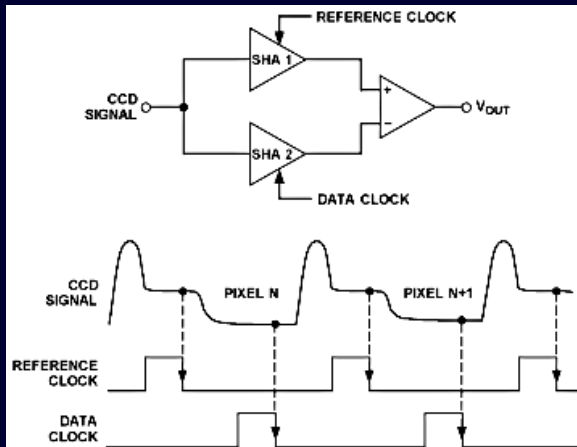 REFERENCE CLOCK
SHA 1
CCD
SIGNAL
+
−
VOUT
SHA 2
DATA CLOCK
CCD
SIGNAL
PIXEL N
PIXEL N+1
REFERENCE
CLOCK
DATA
CLOCK